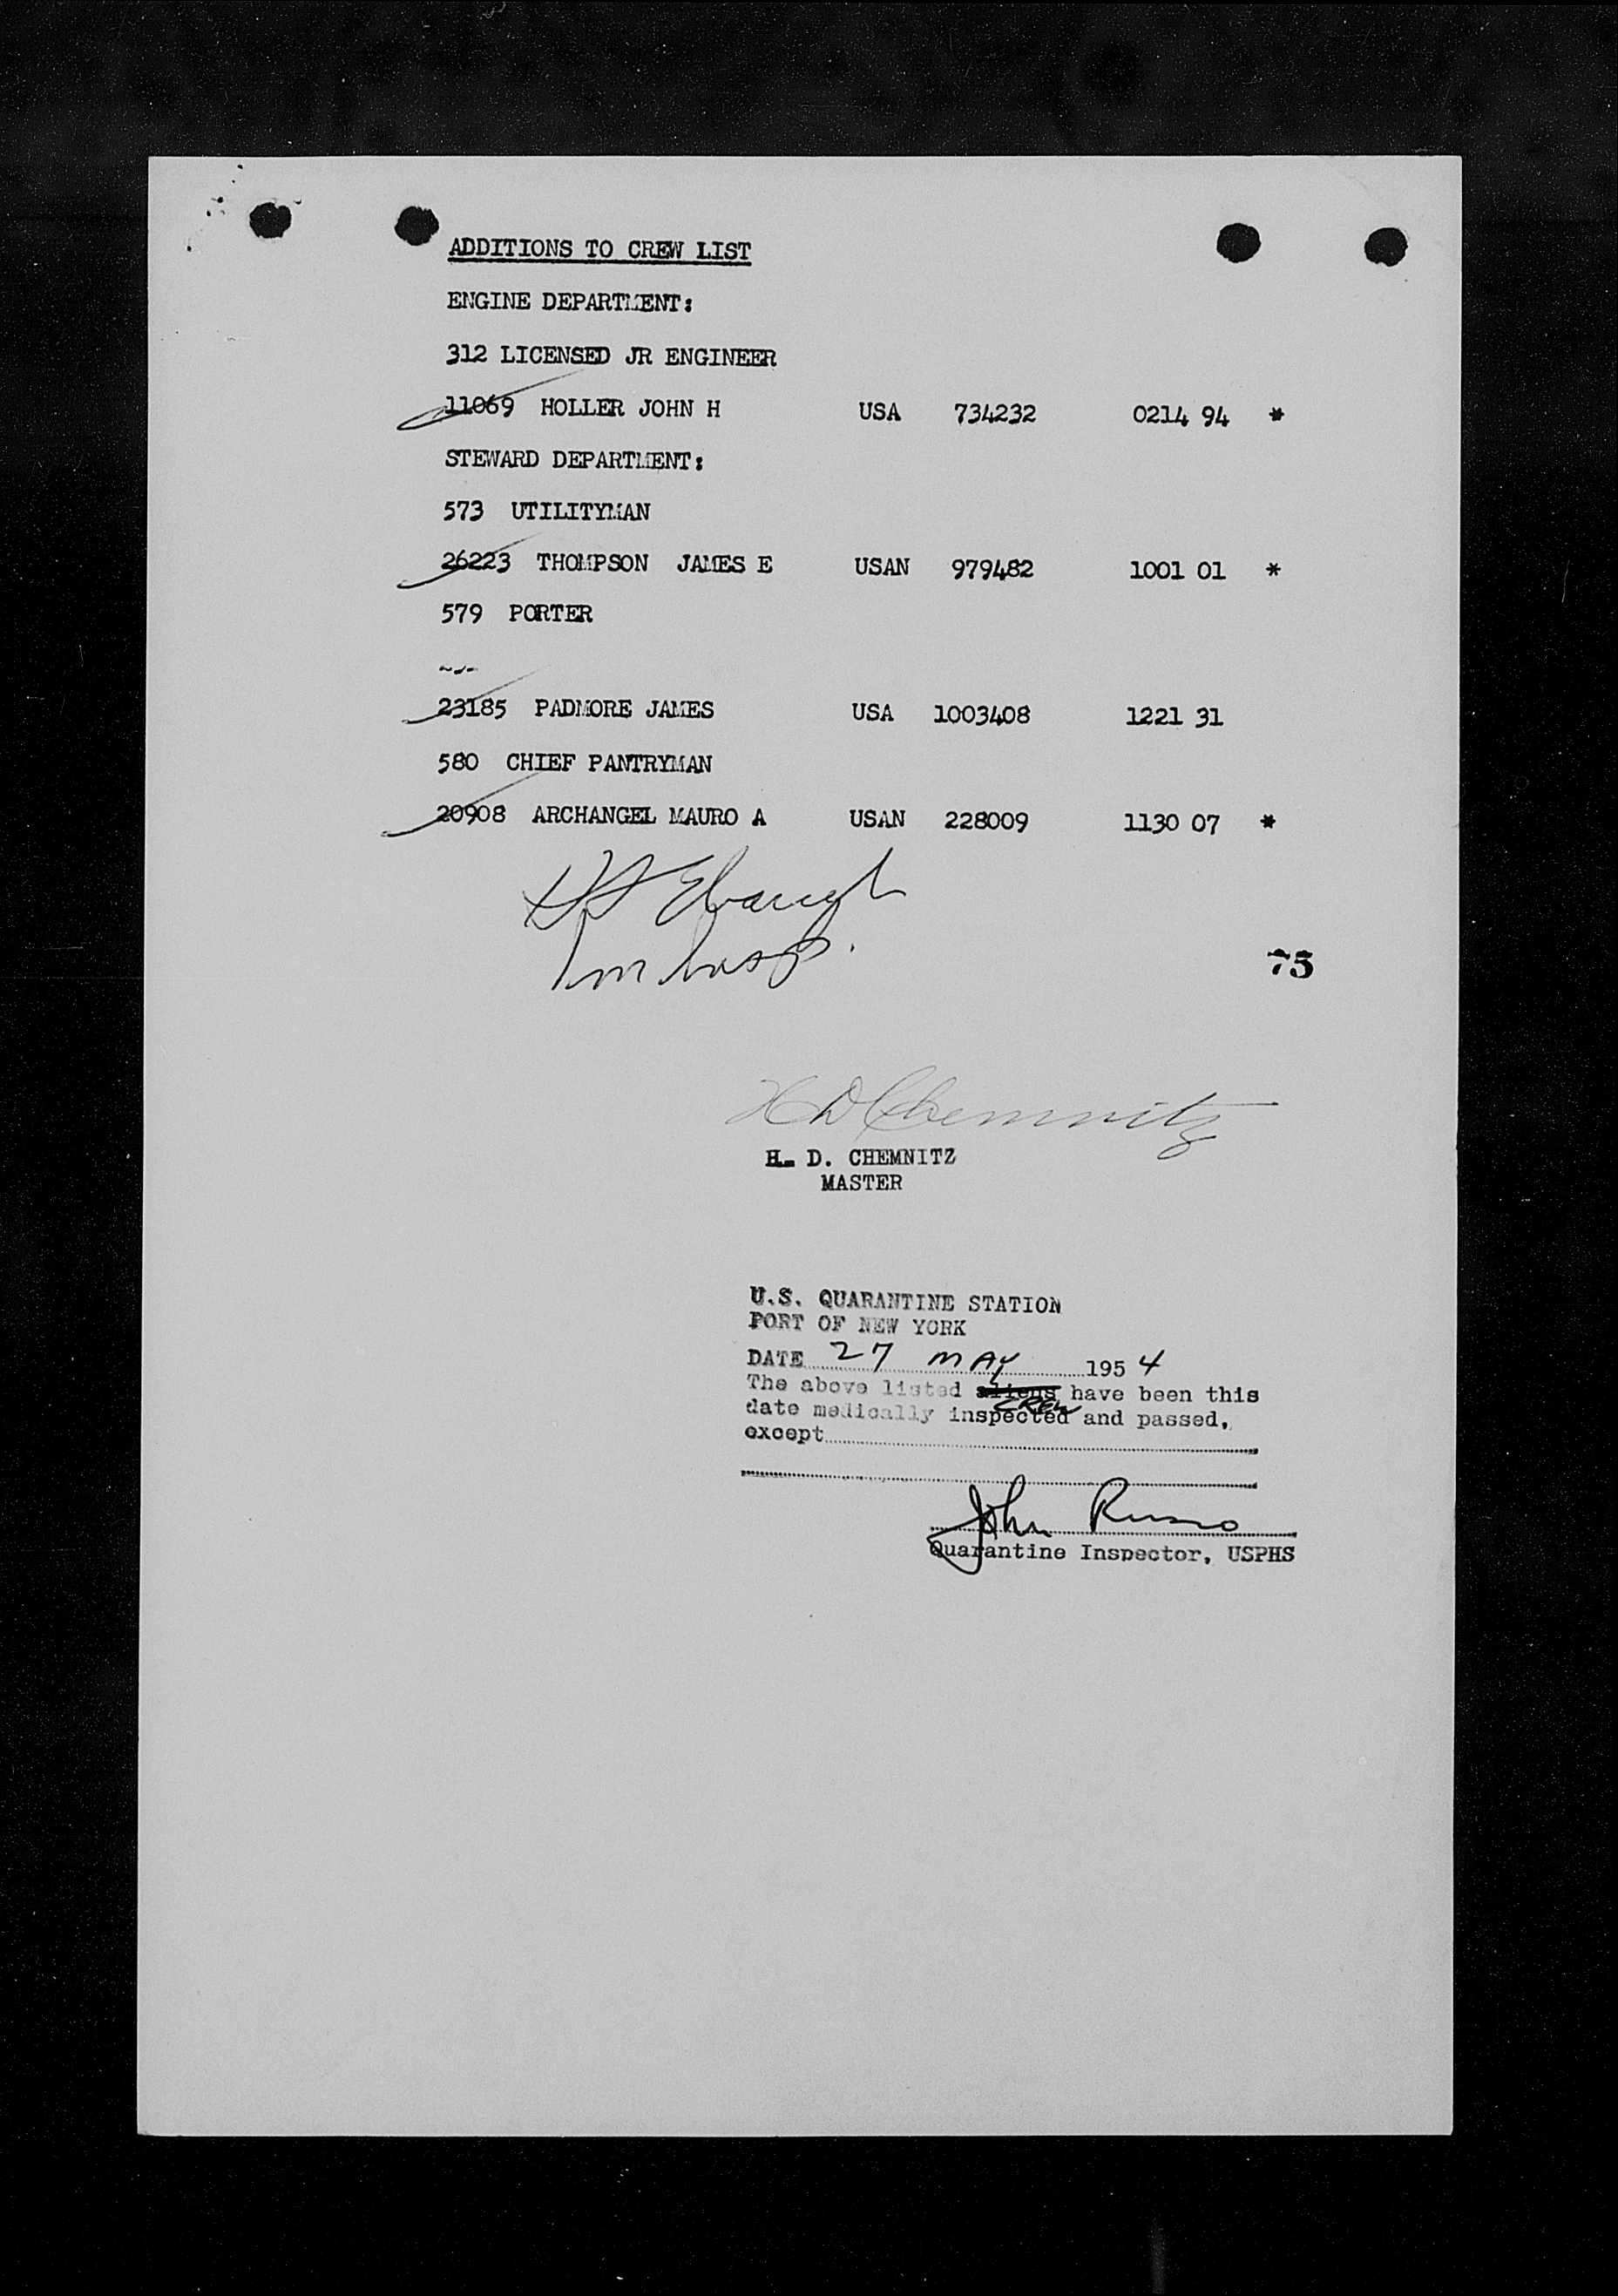 ADDITIONS TO CREW LIST
ENGINE DEPARTMENT:
312 LICENSED JR ENGINEER
11069 HOLLER JOHN H USA 734232 0214 94 *
STEWARD DEPARTMENT:
573 UTILITYMAN
26223 THOMPSON JAMES E USAN 979482 1001 01 *
579 PORTER
23185 PADMORE JAMES USA 1003408 1221 31
580 CHIEF PANTRYMAN
20908 ARCHANGEL MAURO A USAN 228009 1130 07 *
Ebaugh
Imm Insp.
75
H D Chemnitz
H. D. CHEMNITZ
MASTER
U.S. QUARANTINE STATION
PORT OF NEW YORK
DATE 27 MAY 1954
The above listed aliens have been this
CREW
date medically inspected and passed,
except
John Russo
Quarantine Inspector, USPHS